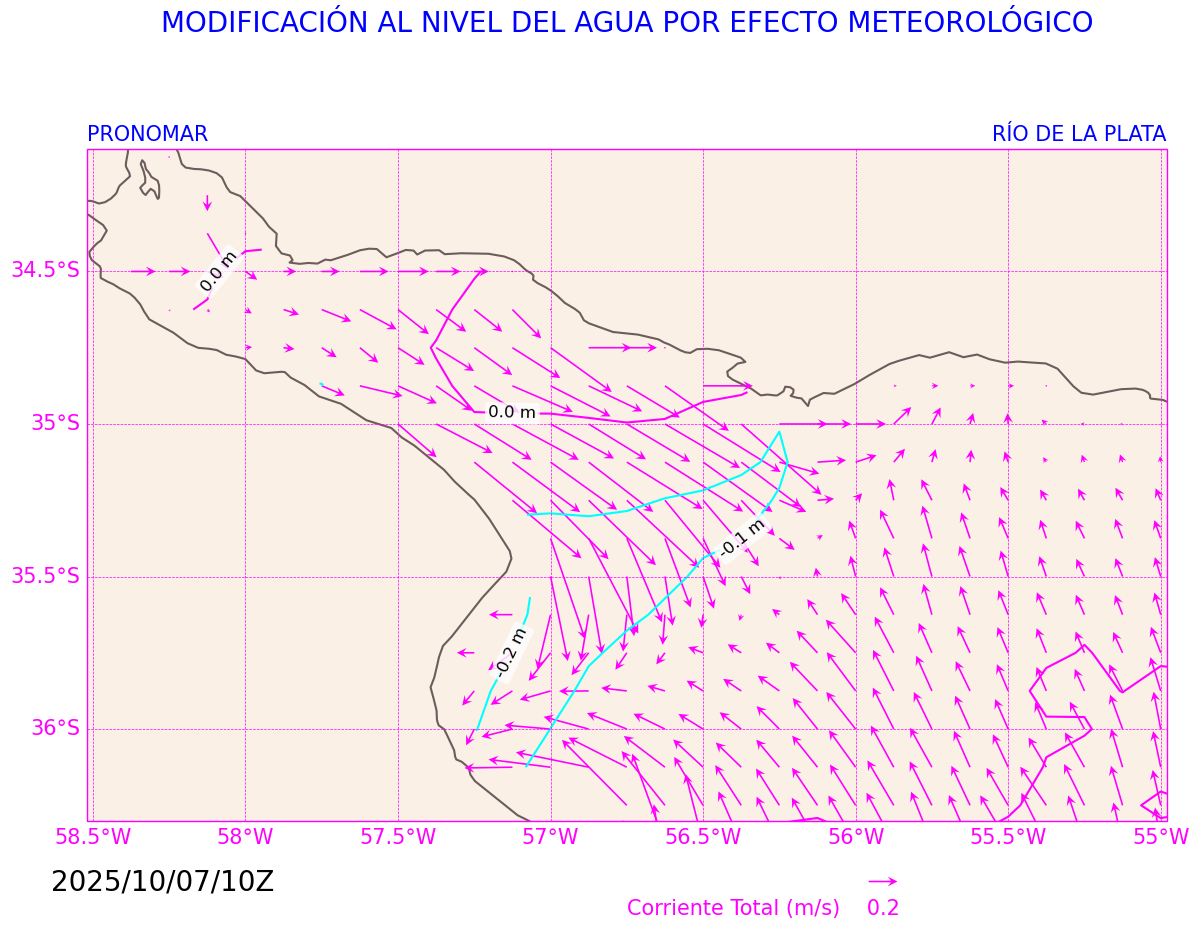 MODIFICACIÓN AL NIVEL DEL AGUA POR EFECTO METEOROLÓGICO
PRONOMAR
RÍO DE LA PLATA
0.0 m
34.5°S
0.0 m
35°S
-0.1 m
35.5°S
-0.2 m
36°S
58.5°W 58°W 57.5°W 57°W 56.5°W 56°W 55.5°W 55°W
2025/10/07/10Z
Corriente Total (m/s) 0.2